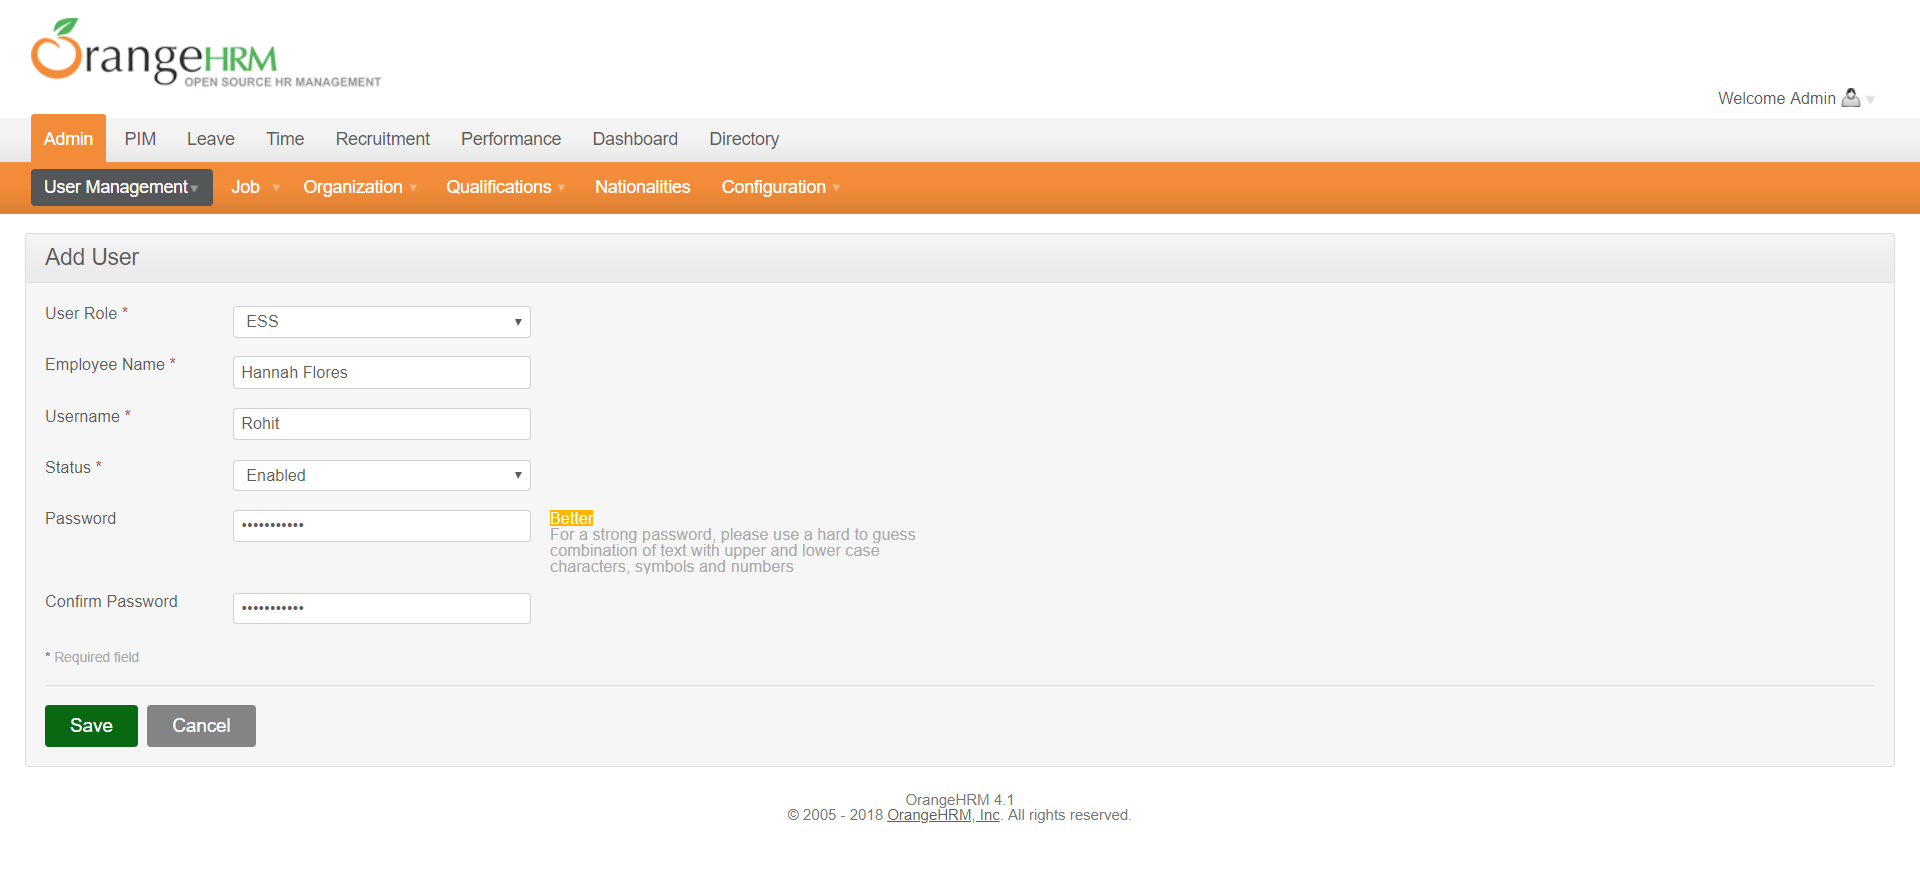 OrangeHRM
OPEN SOURCE HR MANAGEMENT
Welcome Admin
Admin PIM Leave Time Recruitment Performance Dashboard Directory
User Management Job Organization Qualifications Nationalities Configuration
Add User
User Role * ESS
Employee Name * Hannah Flores
Username * Rohit
Status * Enabled
Password •••••••••••
Better
For a strong password, please use a hard to guess
combination of text with upper and lower case
characters, symbols and numbers
Confirm Password •••••••••••
* Required field
Save Cancel
OrangeHRM 4.1
© 2005 - 2018 OrangeHRM, Inc. All rights reserved.